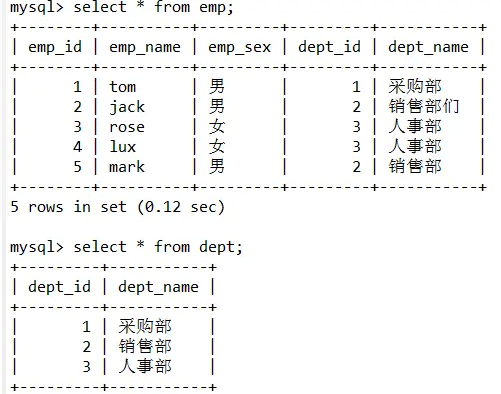 mysql> select * from emp;
+--------+----------+---------+---------+-----------+
| emp_id | emp_name | emp_sex | dept_id | dept_name |
+--------+----------+---------+---------+-----------+
| 1 | tom | 男 | 1 | 采购部 |
| 2 | jack | 男 | 2 | 销售部们 |
| 3 | rose | 女 | 3 | 人事部 |
| 4 | lux | 女 | 3 | 人事部 |
| 5 | mark | 男 | 2 | 销售部 |
+--------+----------+---------+---------+-----------+
5 rows in set (0.12 sec)
mysql> select * from dept;
+---------+-----------+
| dept_id | dept_name |
+---------+-----------+
| 1 | 采购部 |
| 2 | 销售部 |
| 3 | 人事部 |
+---------+-----------+